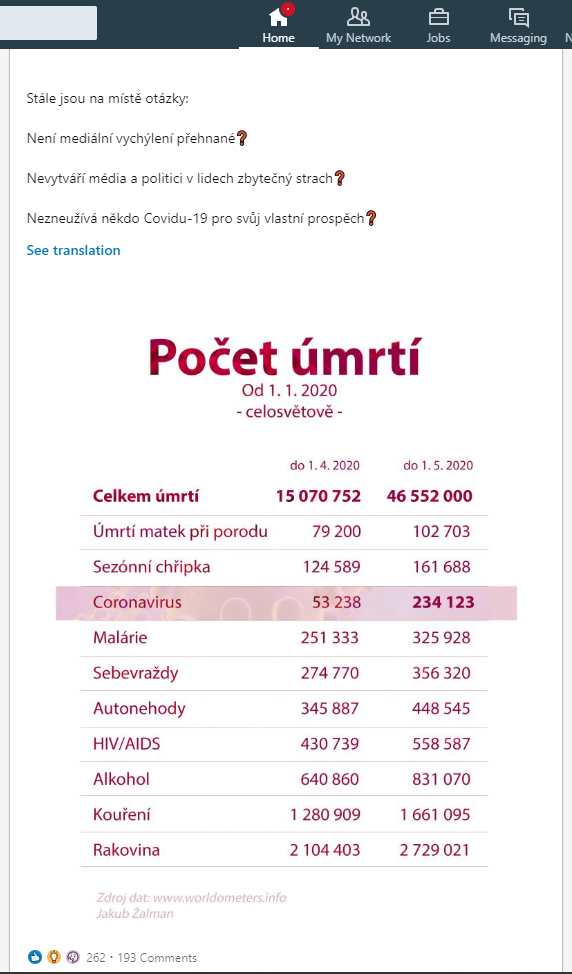 Home
My Network
Jobs
Messaging
Stále jsou na místě otázky:
Není mediální vychýlení přehnané❓
Nevytváří média a politici v lidech zbytečný strach❓
Nezneužívá někdo Covidu-19 pro svůj vlastní prospěch❓
See translation
Počet úmrtí
Od 1. 1. 2020
- celosvětově -
do 1. 4. 2020 do 1. 5. 2020
Celkem úmrtí 15 070 752 46 552 000
Úmrtí matek při porodu 79 200 102 703
Sezónní chřipka 124 589 161 688
Coronavirus 53 238 234 123
Malárie 251 333 325 928
Sebevraždy 274 770 356 320
Autonehody 345 887 448 545
HIV/AIDS 430 739 558 587
Alkohol 640 860 831 070
Kouření 1 280 909 1 661 095
Rakovina 2 104 403 2 729 021
Zdroj dat: www.worldometers.info
Jakub Žalman
262 • 193 Comments